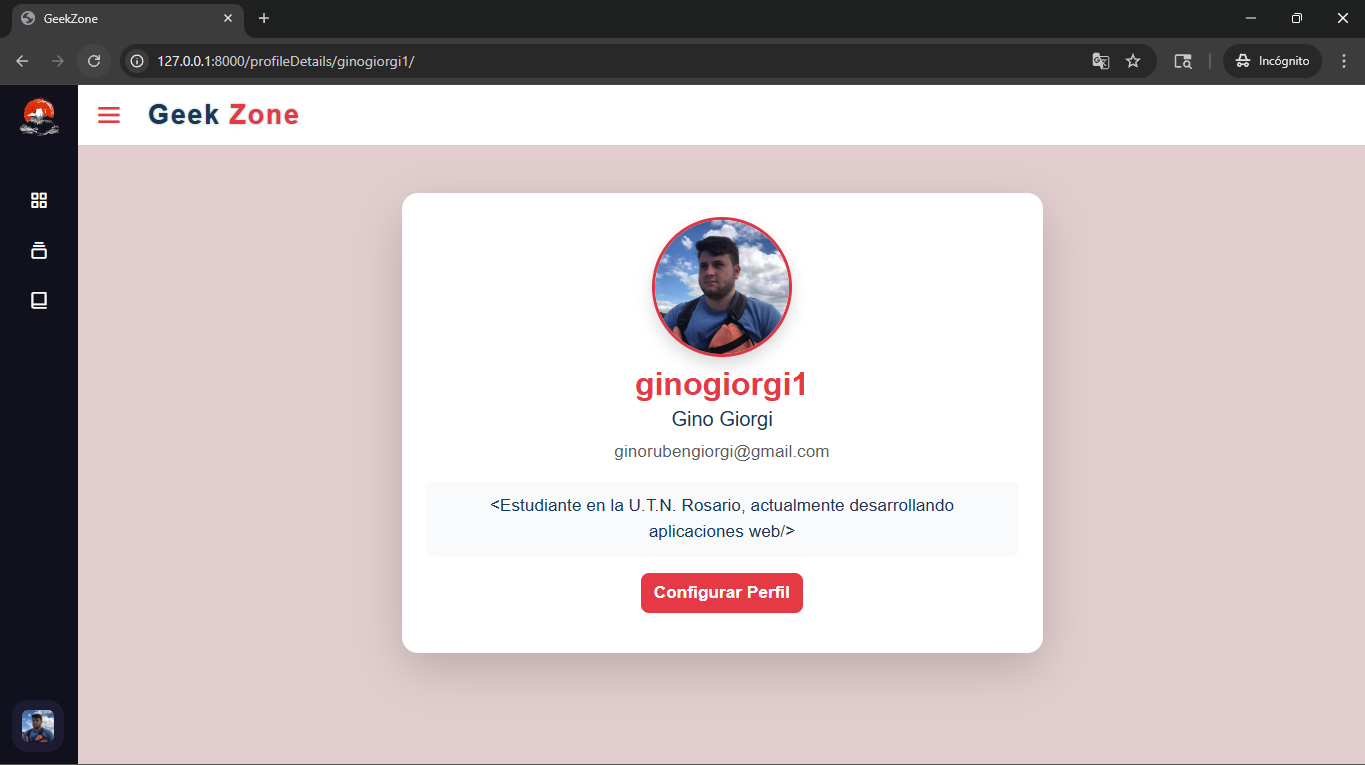 GeekZone
127.0.0.1:8000/profileDetails/ginogiorgi1/
Incógnito
Geek Zone
ginogiorgi1
Gino Giorgi
ginorubengiorgi@gmail.com
<Estudiante en la U.T.N. Rosario, actualmente desarrollando
aplicaciones web/>
Configurar Perfil